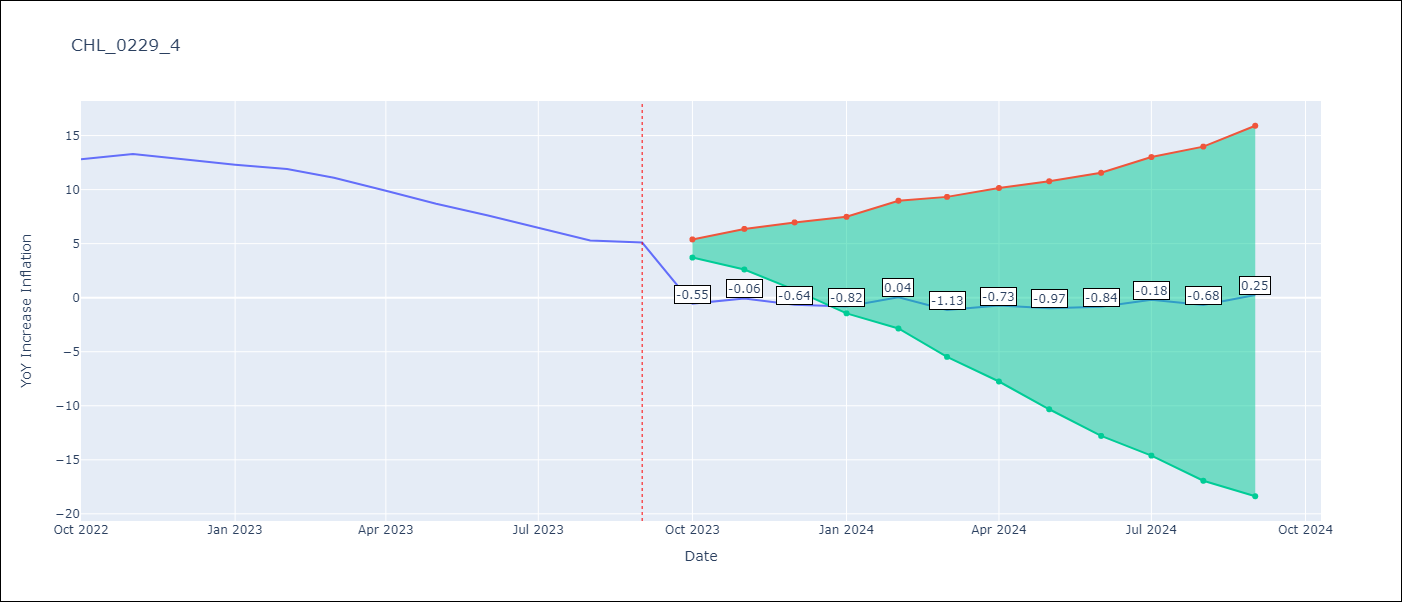 CHL_0229_4
YoY Increase Inflation
15
10
5
0
−5
−10
−15
−20
-0.55
-0.06
-0.64
-0.82
0.04
-1.13
-0.73
-0.97
-0.84
-0.18
-0.68
0.25
Oct 2022
Jan 2023
Apr 2023
Jul 2023
Oct 2023
Jan 2024
Apr 2024
Jul 2024
Oct 2024
Date